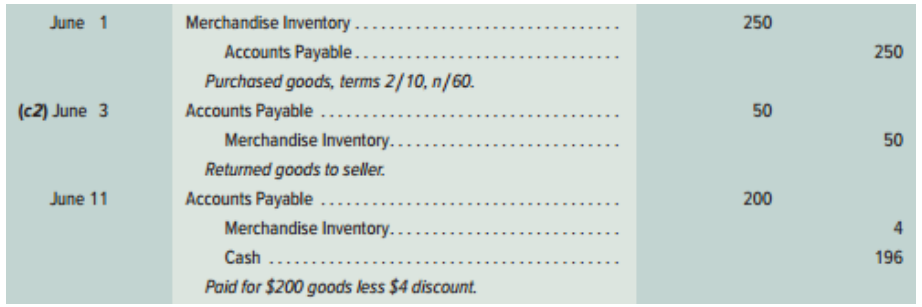 June 1 Merchandise Inventory .............................. 250
Accounts Payable .............................. 250
Purchased goods, terms 2/10, n/60.
(c2) June 3 Accounts Payable .............................. 50
Merchandise Inventory .............................. 50
Returned goods to seller.
June 11 Accounts Payable .............................. 200
Merchandise Inventory .............................. 4
Cash .............................. 196
Paid for $200 goods less $4 discount.